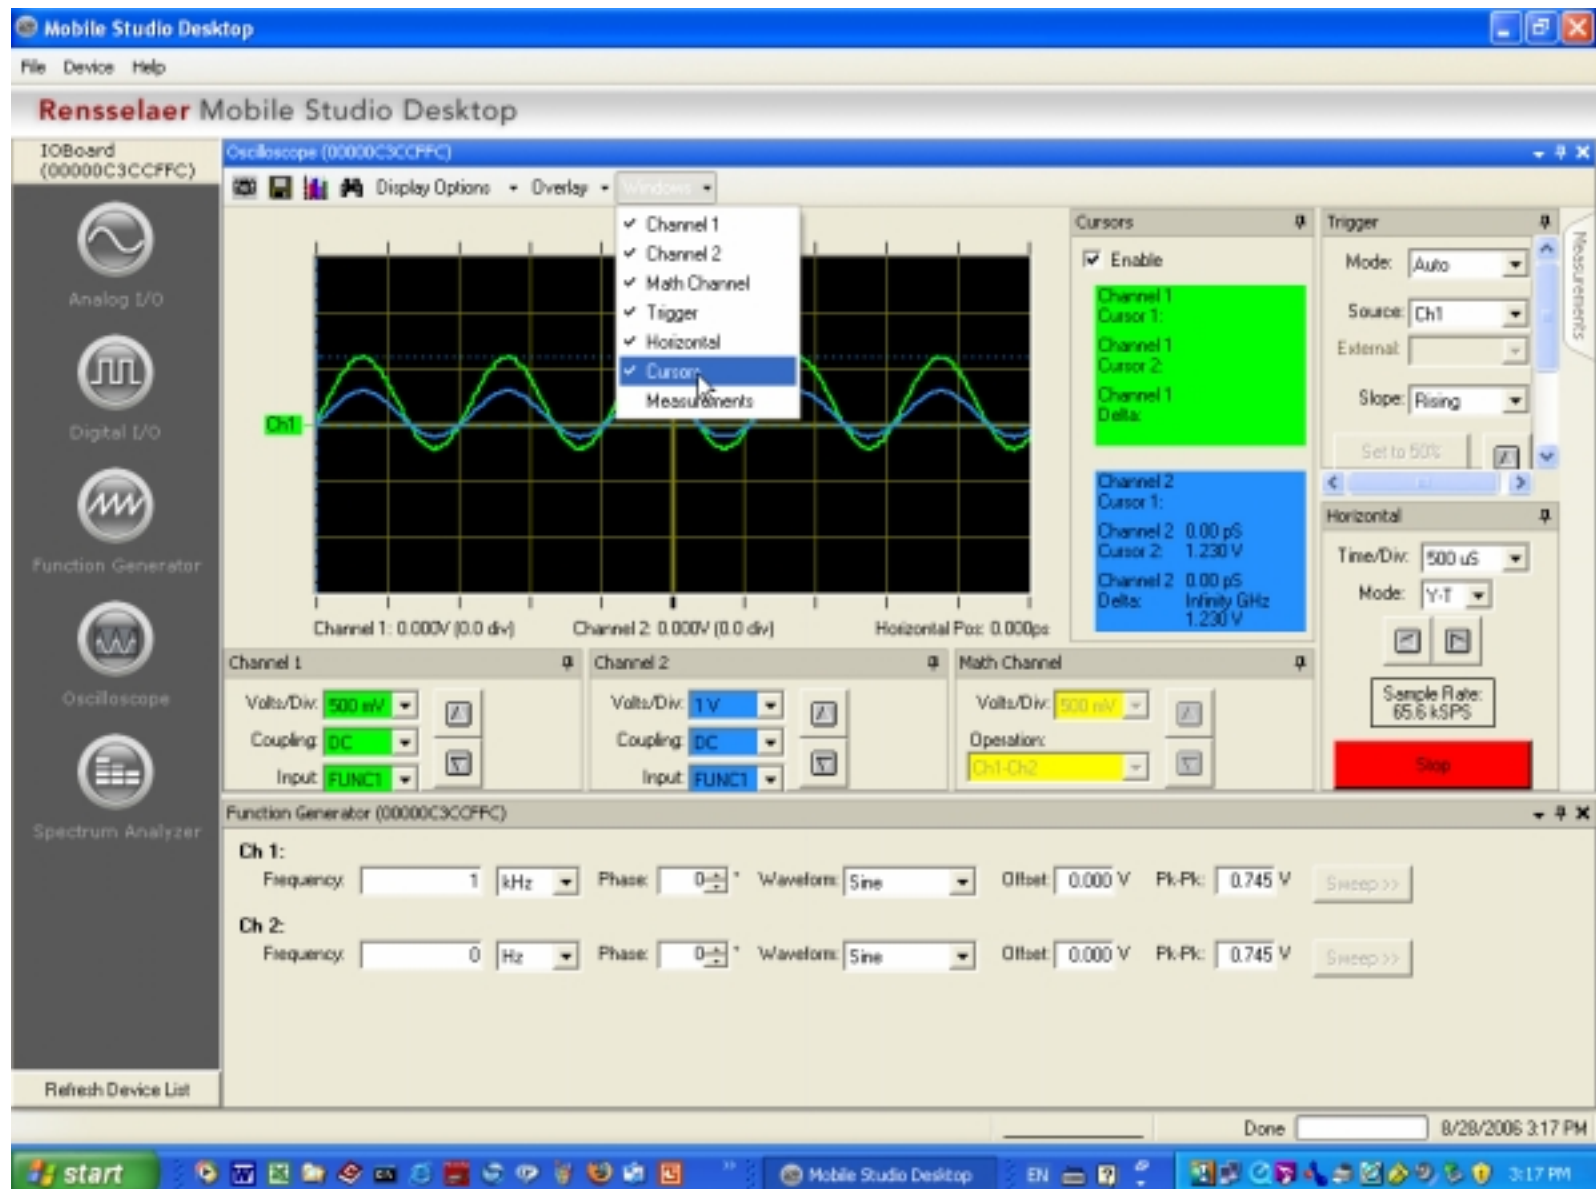 Mobile Studio Desktop
File Device Help
Rensselaer Mobile Studio Desktop
IOBoard
(00000C3CCFFC)
Analog I/O
Digital I/O
Function Generator
Oscilloscope
Spectrum Analyzer
Refresh Device List
Oscilloscope (00000C3CCFFC)
Display Options Overlay Windows
Channel 1
Channel 2
Math Channel
Trigger
Horizontal
Cursors
Measurements
Ch1
Channel 1: 0.000V (0.0 div) Channel 2: 0.000V (0.0 div) Horizontal Pos: 0.000ps
Cursors
Enable
Channel 1
Cursor 1:
Channel 1
Cursor 2:
Channel 1
Delta:
Channel 2
Cursor 1:
Channel 2 0.00 pS
Cursor 2: 1.230 V
Channel 2 0.00 pS
Delta: Infinity GHz
1.230 V
Trigger
Mode: Auto
Source: Ch1
External:
Slope: Rising
Set to 50%
Measurements
Horizontal
Time/Div: 500 uS
Mode: Y-T
Sample Rate:
65.6 kSPS
Stop
Channel 1
Volts/Div: 500 mV
Coupling: DC
Input: FUNC1
Channel 2
Volts/Div: 1 V
Coupling: DC
Input: FUNC1
Math Channel
Volts/Div: 500 mV
Operation:
Ch1-Ch2
Function Generator (00000C3CCFFC)
Ch 1:
Frequency: 1 kHz Phase: 0 ° Waveform: Sine Offset: 0.000 V Pk-Pk: 0.745 V Sweep >>
Ch 2:
Frequency: 0 Hz Phase: 0 ° Waveform: Sine Offset: 0.000 V Pk-Pk: 0.745 V Sweep >>
Done 8/28/2006 3:17 PM
start Mobile Studio Desktop EN 3:17 PM